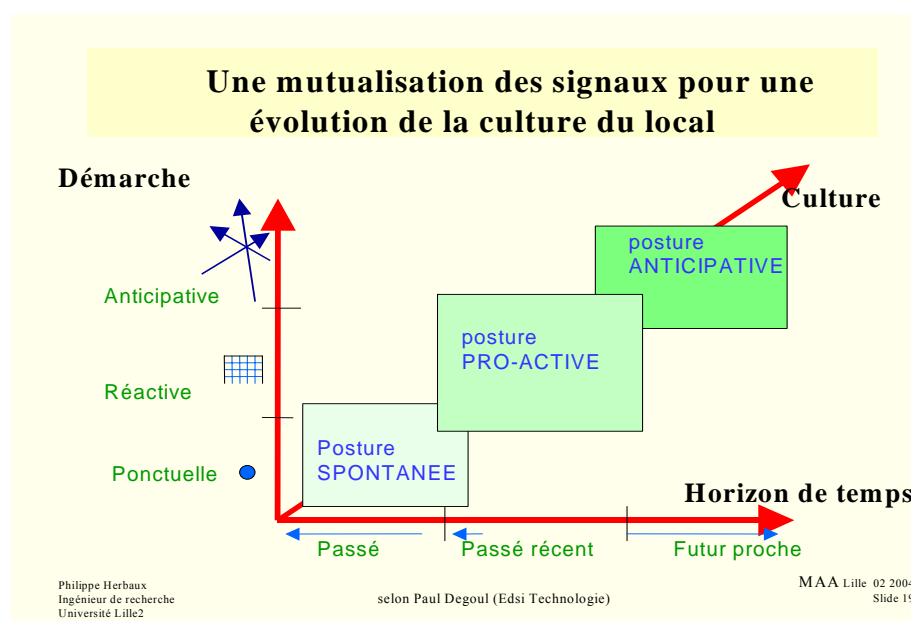 Une mutualisation des signaux pour une
évolution de la culture du local
Démarche
Culture
posture
ANTICIPATIVE
Anticipative
posture
PRO-ACTIVE
Réactive
Posture
SPONTANEE
Ponctuelle
Horizon de temps
Passé
Passé récent
Futur proche
Philippe Herbaux
Ingénieur de recherche
Université Lille2
selon Paul Degoul (Edsi Technologie)
MAA Lille 02 2004
Slide 19